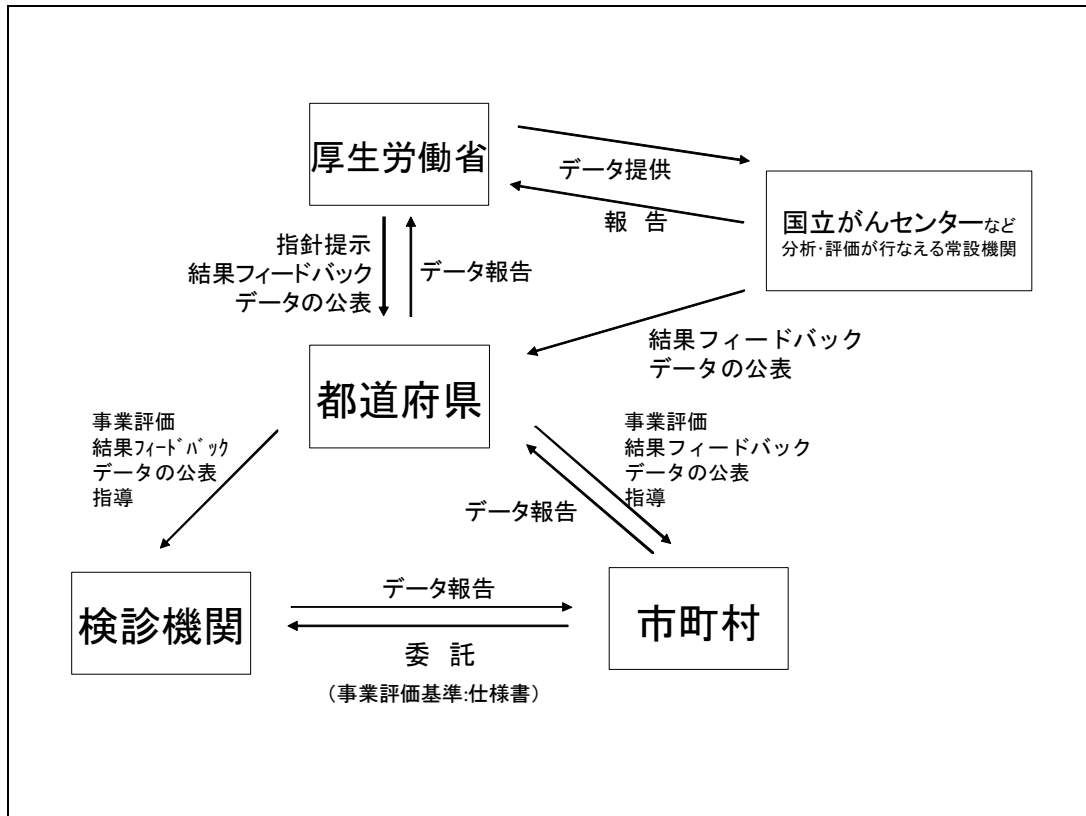 厚生労働省
データ提供
報　告
国立がんセンターなど
分析・評価が行なえる常設機関
指針提示
結果フィードバック
データの公表
データ報告
結果フィードバック
データの公表
都道府県
事業評価
結果ﾌｨｰﾄﾞﾊﾞｯｸ
データの公表
指導
事業評価
結果フィードバック
データの公表
指導
データ報告
検診機関
データ報告
委　託
（事業評価基準:仕様書）
市町村